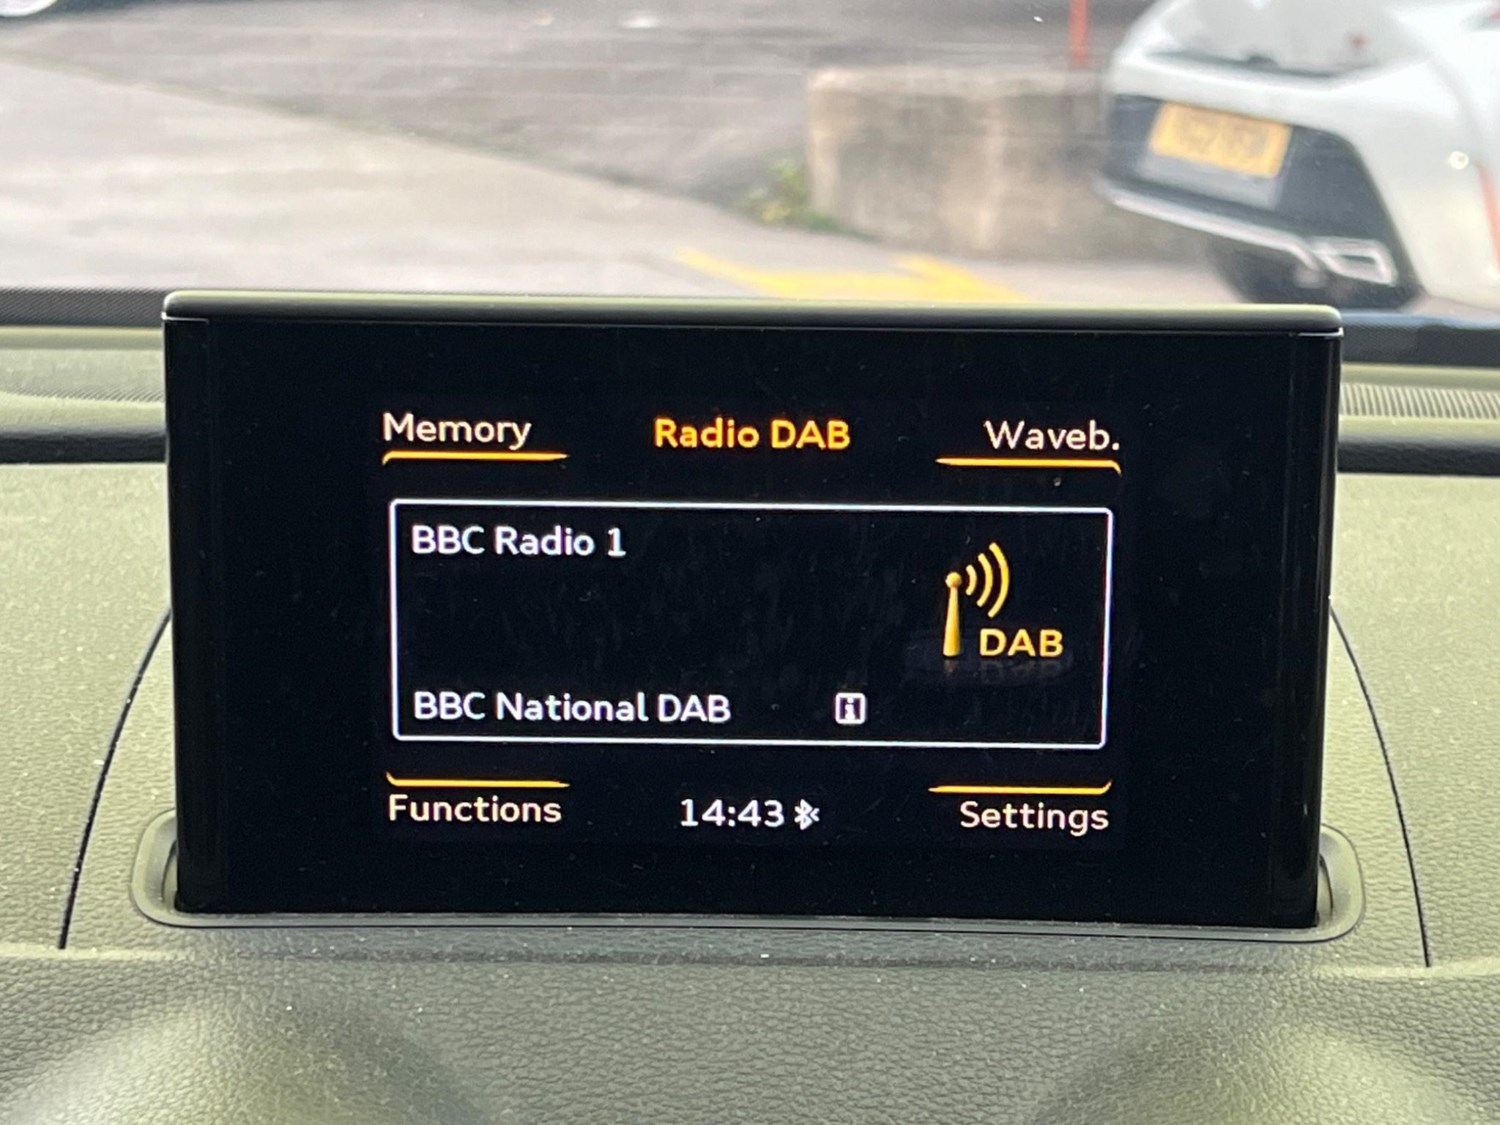 Memory Radio DAB Waveb.
BBC Radio 1
DAB
BBC National DAB i
Functions 14:43 Settings